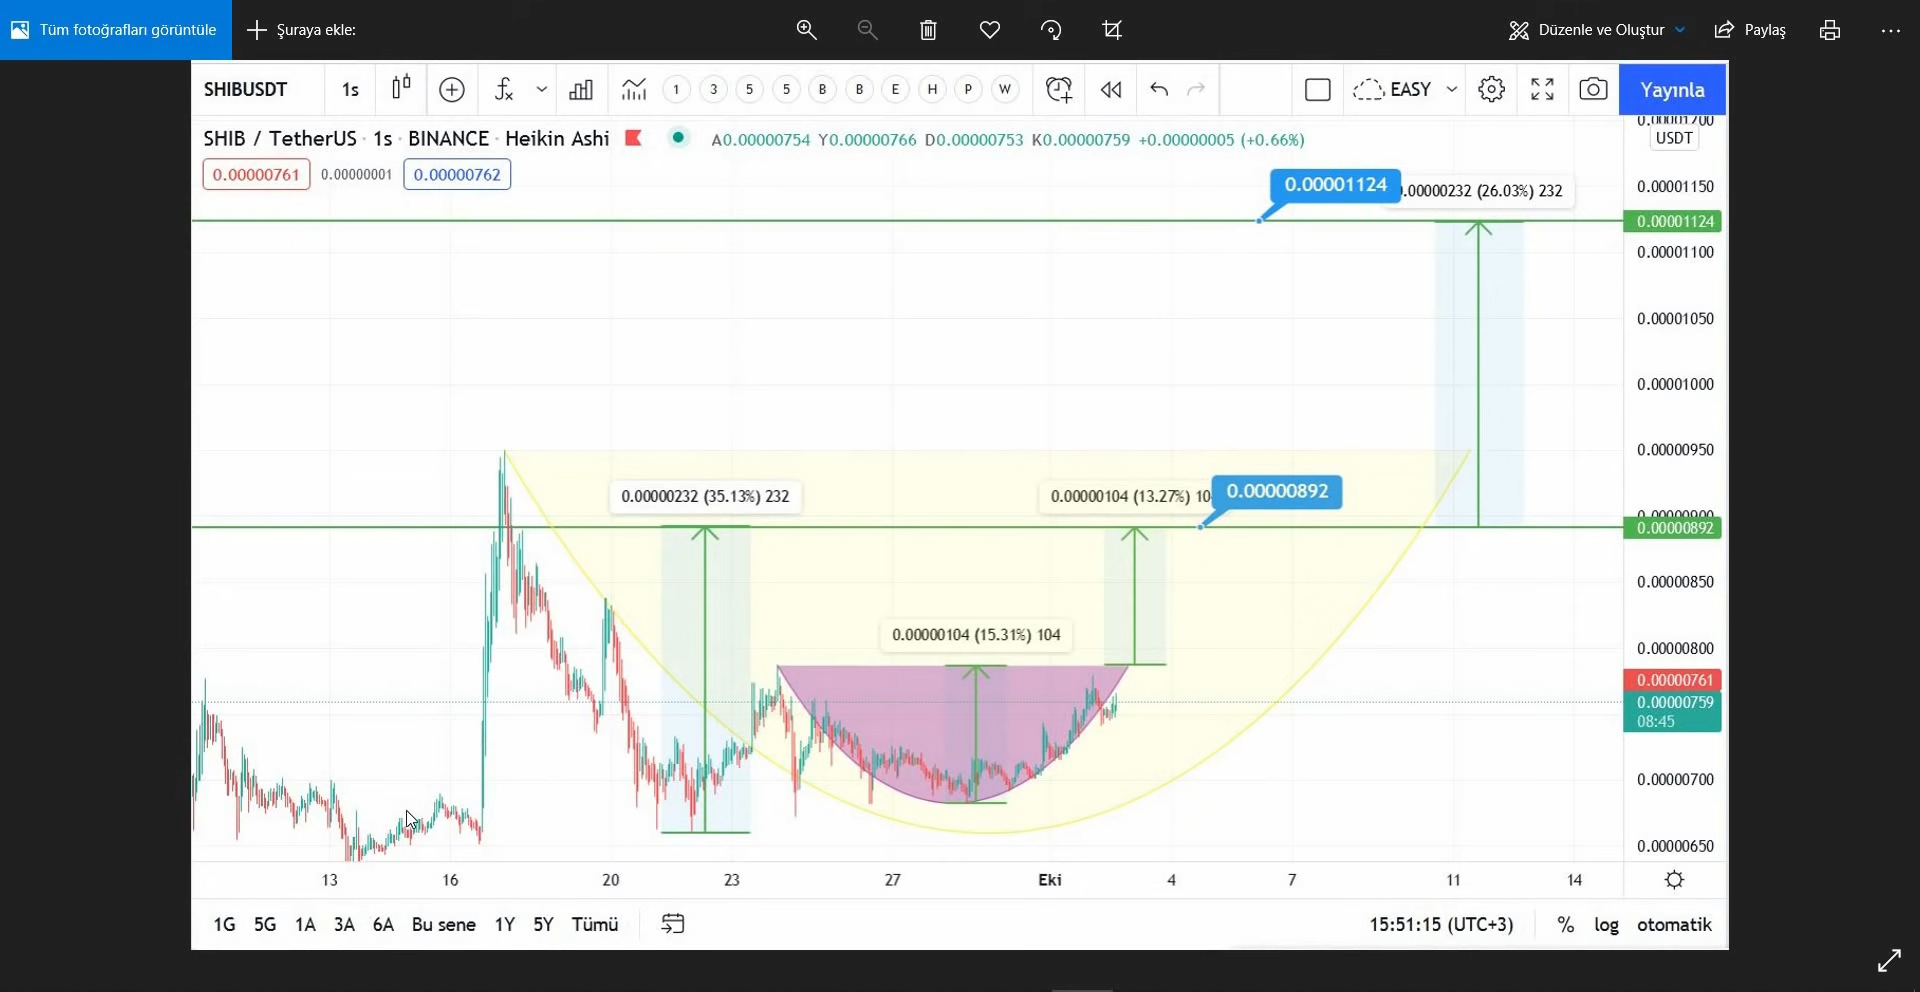 Tüm fotoğrafları görüntüle
Şuraya ekle:
Düzenle ve Oluştur
Paylaş
SHIBUSDT
1s
1 3 5 5 B B E H P W
EASY
Yayınla
SHIB / TetherUS · 1s · BINANCE · Heikin Ashi
A0.00000754 Y0.00000766 D0.00000753 K0.00000759 +0.00000005 (+0.66%)
0.00000761 0.00000001 0.00000762
0.00001700
USDT
0.00001124
0.00000232 (26.03%) 232
0.00001150
0.00001124
0.00001100
0.00001050
0.00001000
0.00000950
0.00000232 (35.13%) 232
0.00000104 (13.27%) 10
0.00000892
0.00000900
0.00000892
0.00000850
0.00000104 (15.31%) 104
0.00000800
0.00000761
0.00000759
08:45
0.00000700
0.00000650
13 16 20 23 27 Eki 4 7 11 14
1G 5G 1A 3A 6A Bu sene 1Y 5Y Tümü
15:51:15 (UTC+3) % log otomatik